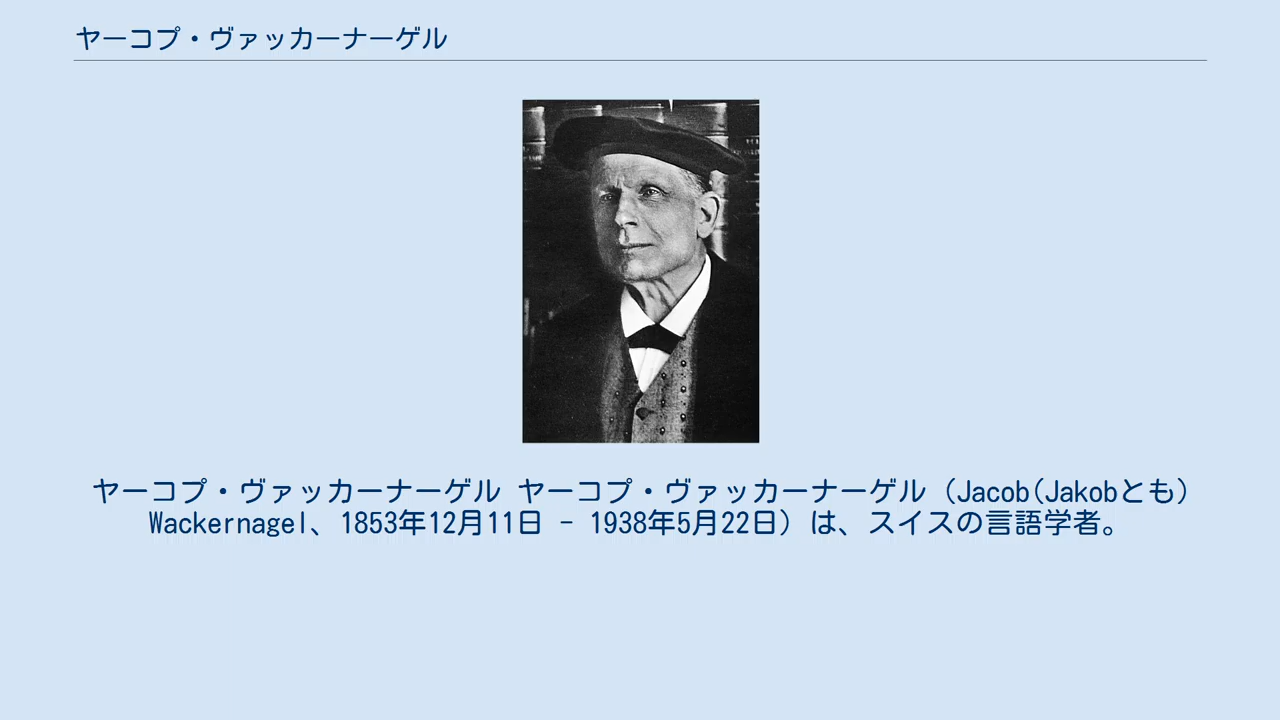 ヤーコプ・ヴァッカーナーゲル
ヤーコプ・ヴァッカーナーゲル ヤーコプ・ヴァッカーナーゲル（Jacob(Jakobとも)
Wackernagel、1853年12月11日 - 1938年5月22日）は、スイスの言語学者。